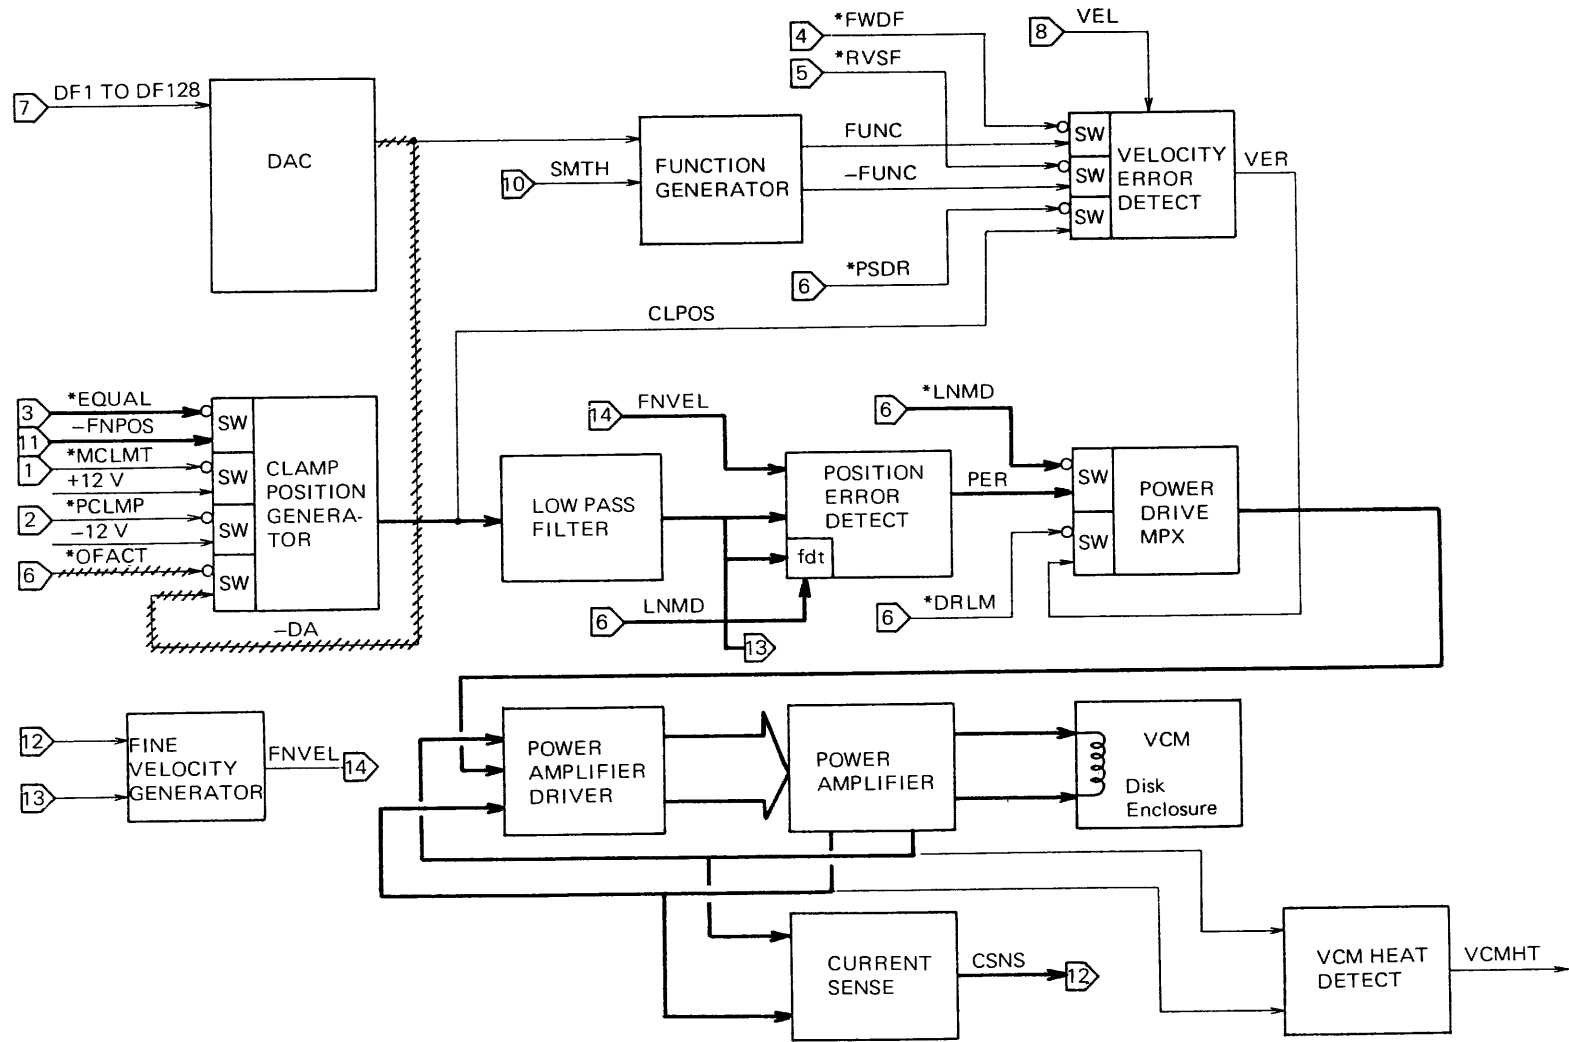 4 *FWDF
8 VEL
5 *RVSF
7 DF1 TO DF128
DAC
10 SMTH
FUNCTION
GENERATOR
FUNC
−FUNC
SW
SW
SW
VELOCITY
ERROR
DETECT
VER
6 *PSDR
CLPOS
3 *EQUAL
11 −FNPOS
1 *MCLMT
+12 V
2 *PCLMP
−12 V
6 *OFACT
SW
SW
SW
SW
CLAMP
POSITION
GENERA-
TOR
−DA
LOW PASS
FILTER
14 FNVEL
POSITION
ERROR
DETECT
fdt
6 LNMD
13
PER
6 *LNMD
SW
SW
POWER
DRIVE
MPX
6 *DRLM
12
13
FINE
VELOCITY
GENERATOR
FNVEL 14
POWER
AMPLIFIER
DRIVER
POWER
AMPLIFIER
VCM
Disk
Enclosure
CURRENT
SENSE
CSNS 12
VCM HEAT
DETECT
VCMHT